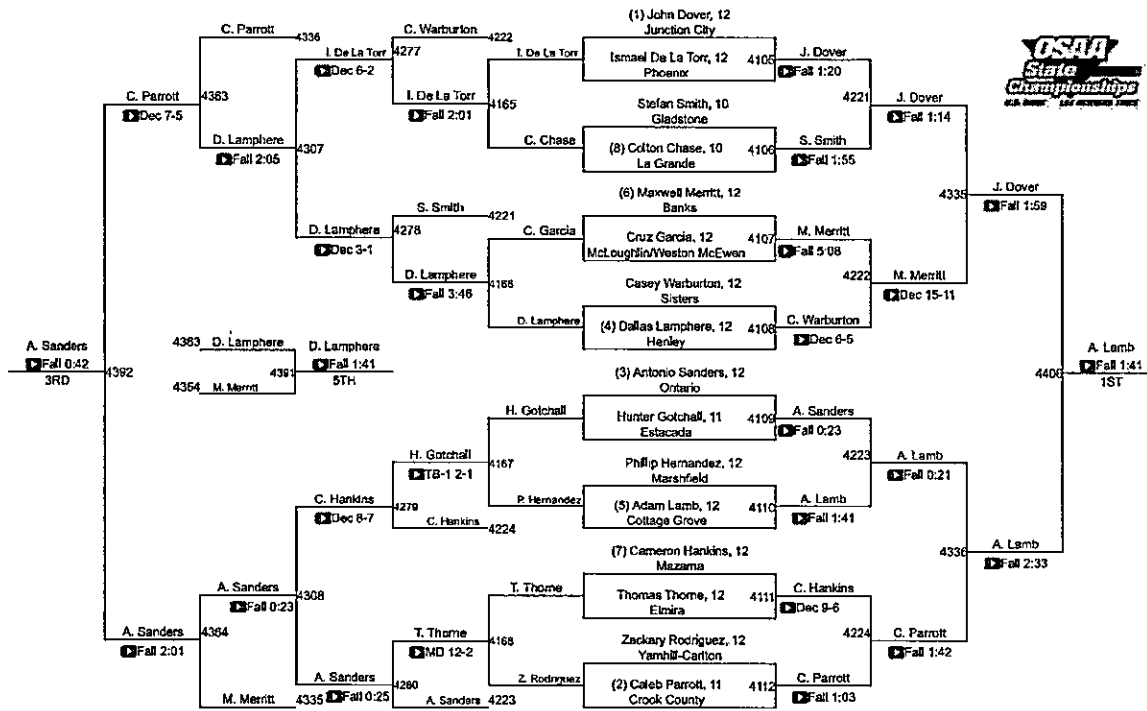 OSAA
State
Championships
C. Parrott
4336
C. Parrott
Dec 7-5
4363
D. Lamphere
Fall 2:05
I. De La Torr
Dec 6-2
4307
D. Lamphere
Dec 3-1
C. Warburton
4222
4277
I. De La Torr
Fall 2:01
I. De La Torr
4165
C. Chase
S. Smith
4221
4278
D. Lamphere
Fall 3:46
C. Garcia
4166
D. Lamphere
(1) John Dover, 12
Junction City
Ismael De La Torr, 12
Phoenix
4105
J. Dover
Fall 1:20
Stefan Smith, 10
Gladstone
(8) Colton Chase, 10
La Grande
4106
S. Smith
Fall 1:55
4221
J. Dover
Fall 1:14
(6) Maxwell Merritt, 12
Banks
Cruz Garcia, 12
McLoughlin/Weston McEwen
4107
M. Merritt
Fall 5:08
Casey Warburton, 12
Sisters
(4) Dallas Lamphere, 12
Henley
4108
C. Warburton
Dec 6-5
4222
M. Merritt
Dec 15-11
4335
J. Dover
Fall 1:59
A. Sanders
Fall 0:42
3RD
4392
4363
D. Lamphere
4364
M. Merritt
4391
D. Lamphere
Fall 1:41
5TH
4406
A. Lamb
Fall 1:41
1ST
(3) Antonio Sanders, 12
Ontario
Hunter Gotchall, 11
Estacada
4109
A. Sanders
Fall 0:23
Phillip Hernandez, 12
Marshfield
(5) Adam Lamb, 12
Cottage Grove
4110
A. Lamb
Fall 1:41
4223
A. Lamb
Fall 0:21
(7) Cameron Hankins, 12
Mazama
Thomas Thorne, 12
Elmira
4111
C. Hankins
Dec 9-6
Zackary Rodriguez, 12
Yamhill-Carlton
(2) Caleb Parrott, 11
Crook County
4112
C. Parrott
Fall 1:03
4224
C. Parrott
Fall 1:42
4336
A. Lamb
Fall 2:33
H. Gotchall
4167
P. Hernandez
H. Gotchall
TB-1 2-1
4279
C. Hankins
4224
C. Hankins
Dec 8-7
4308
A. Sanders
Fall 0:25
T. Thorne
4168
Z. Rodriguez
T. Thorne
MD 12-2
4280
A. Sanders
4223
A. Sanders
Fall 0:23
4364
M. Merritt
4335
A. Sanders
Fall 2:01